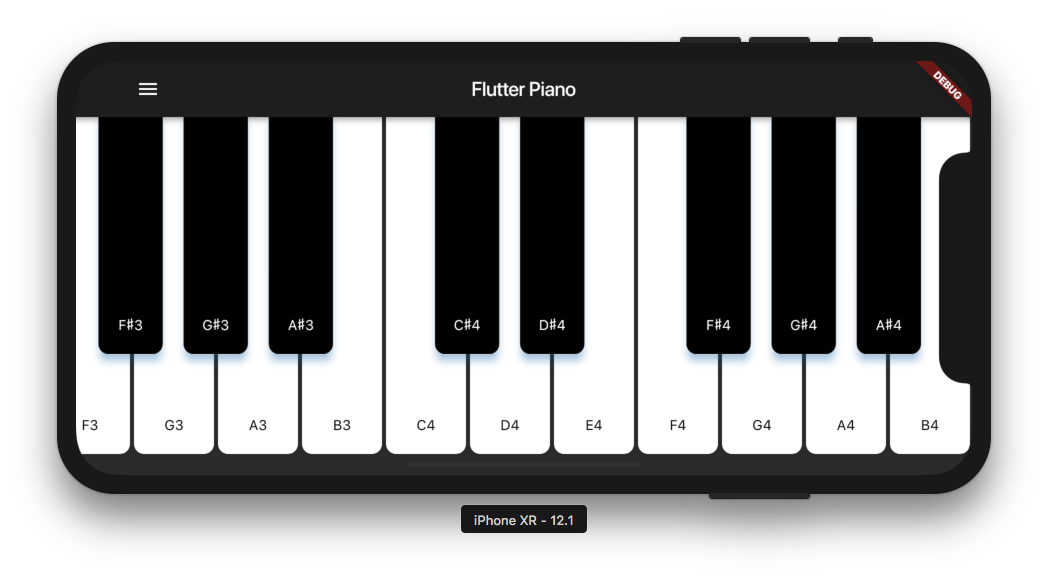 Flutter Piano
DEBUG
F♯3 G♯3 A♯3 C♯4 D♯4 F♯4 G♯4 A♯4
F3 G3 A3 B3 C4 D4 E4 F4 G4 A4 B4
iPhone XR - 12.1